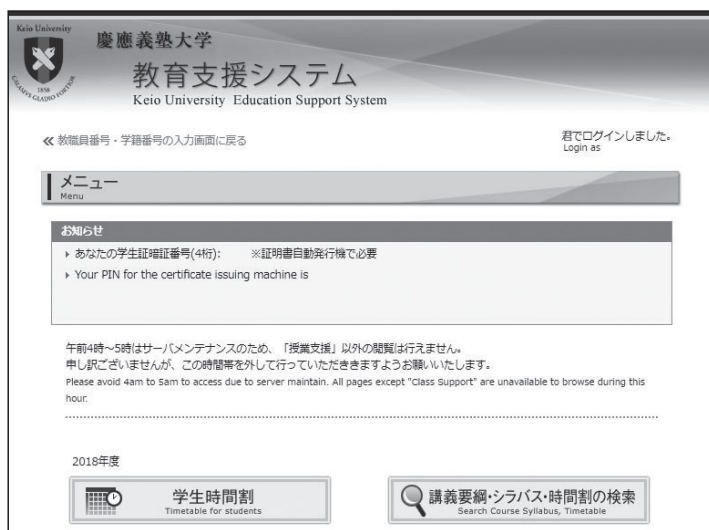 Keio University
1858
CALAMVS GLADIO FORTIOR
慶應義塾大学
教育支援システム
Keio University Education Support System
≪ 教職員番号・学籍番号の入力画面に戻る
君でログインしました。
Login as
メニュー
Menu
お知らせ
あなたの学生証暗証番号(4桁): ※証明書自動発行機で必要
Your PIN for the certificate issuing machine is
午前4時～5時はサーバメンテナンスのため、「授業支援」以外の閲覧は行えません。
申し訳ございませんが、この時間帯を外して行っていただききますようお願いいたします。
Please avoid 4am to 5am to access due to server maintain. All pages except "Class Support" are unavailable to browse during this
hour.
2018年度
学生時間割
Timetable for students
講義要綱・シラバス・時間割の検索
Search Course Syllabus, Timetable